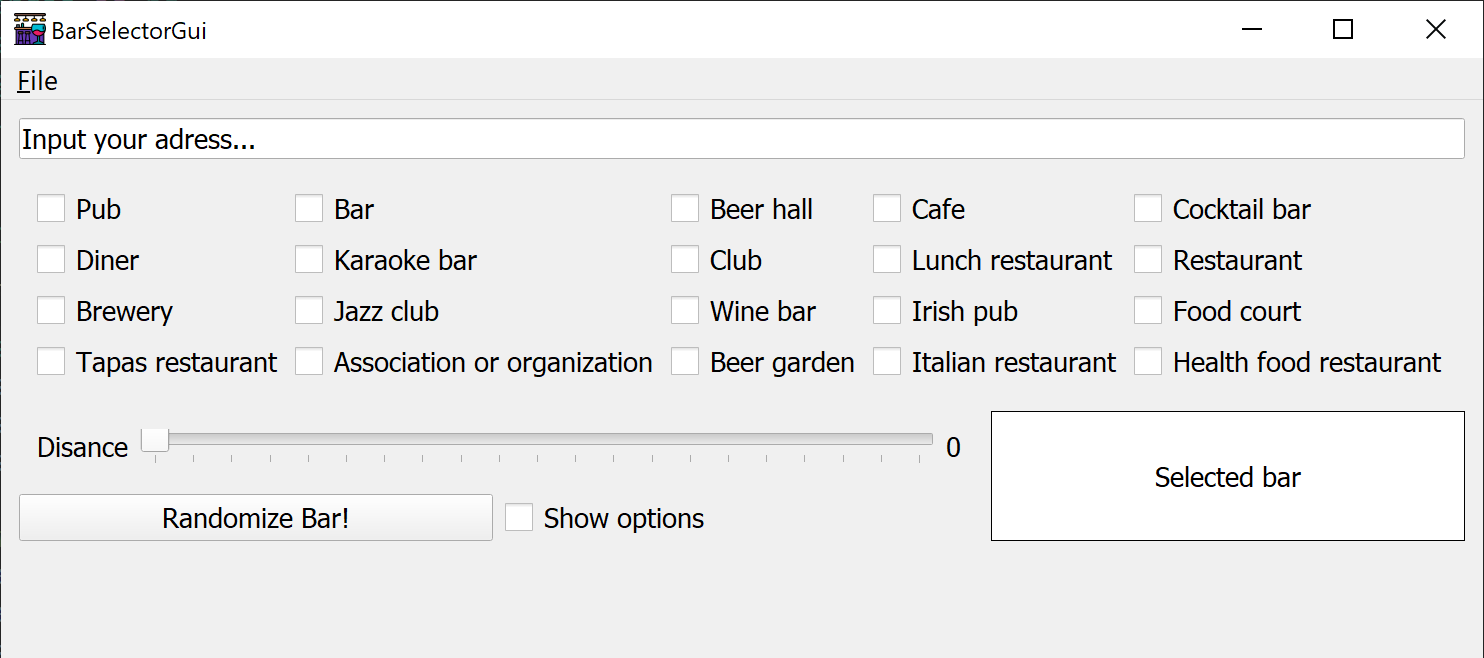 BarSelectorGui
File
Input your adress...
Pub Bar Beer hall Cafe Cocktail bar
Diner Karaoke bar Club Lunch restaurant Restaurant
Brewery Jazz club Wine bar Irish pub Food court
Tapas restaurant Association or organization Beer garden Italian restaurant Health food restaurant
Disance 0
Selected bar
Randomize Bar! Show options